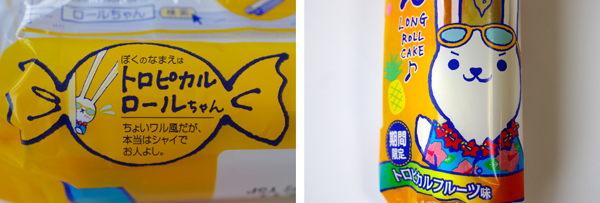 ロールちゃん 検索
ぼくのなまえは
トロピカル
ロールちゃん
ちょいワル風だが、
本当はシャイで
お人よし。
LONG
ROLL
CAKE♪
期間
限定
トロピカルフルーツ味